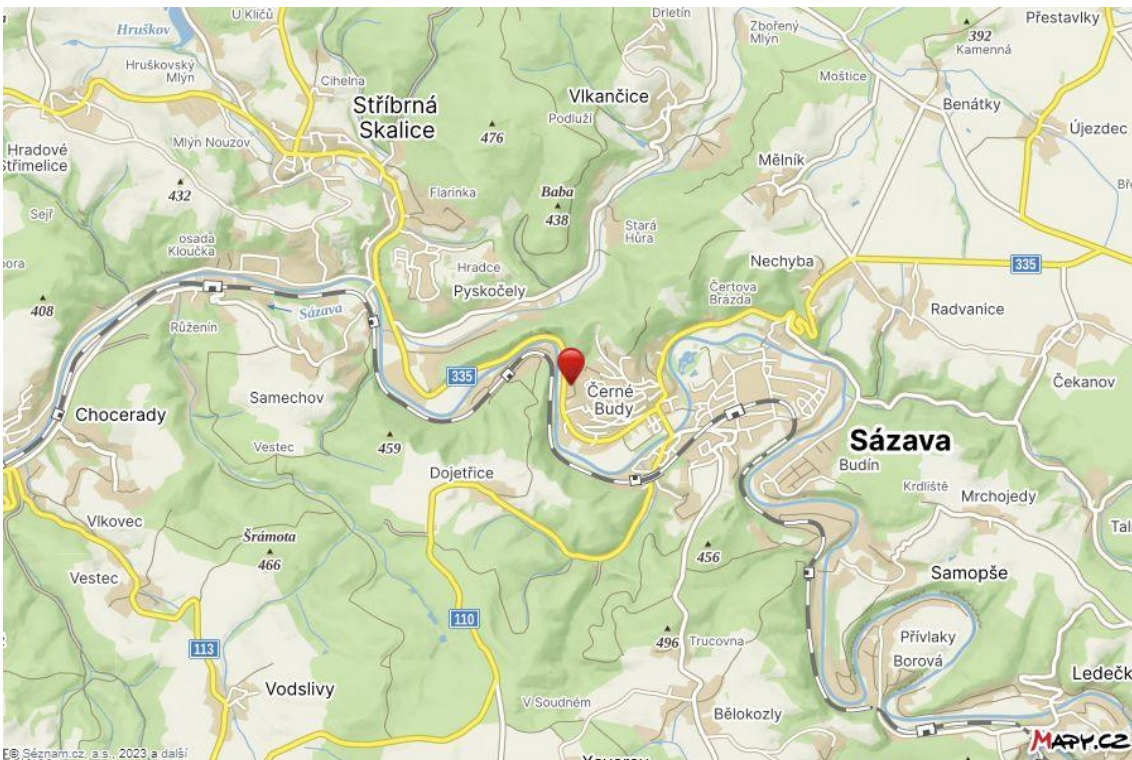 U Klíčů
Drletín
Přestavlky
Hruškov
Zbořený
Mlýn
392
Kamenná
Hruškovský
Mlýn
Cihelna
Moštice
Stříbrná
Skalice
Vlkančice
Podluží
Benátky
Újezdec
476
Mlýn Nouzov
Hradové
Střimelice
Mělník
432
Flarinka
Baba
438
Sejř
Stará
Hůra
osada
Kloučka
Nechyba
335
Hradce
Čertova
Brázda
Pyskočely
408
Sázava
Radvanice
Růženín
335
Černé
Budy
Čekanov
Samechov
Chocerady
459
Sázava
Vestec
Dojetřice
Budín
Krdliště
Mrchojedy
Vlkovec
Šrámota
466
456
Vestec
Samopše
110
496
Trucovna
Přívlaky
113
Borová
Ledečk
Vodslivy
V Soudném
Bělokozly
© Seznam.cz, a.s., 2023 a další
MAPY.CZ